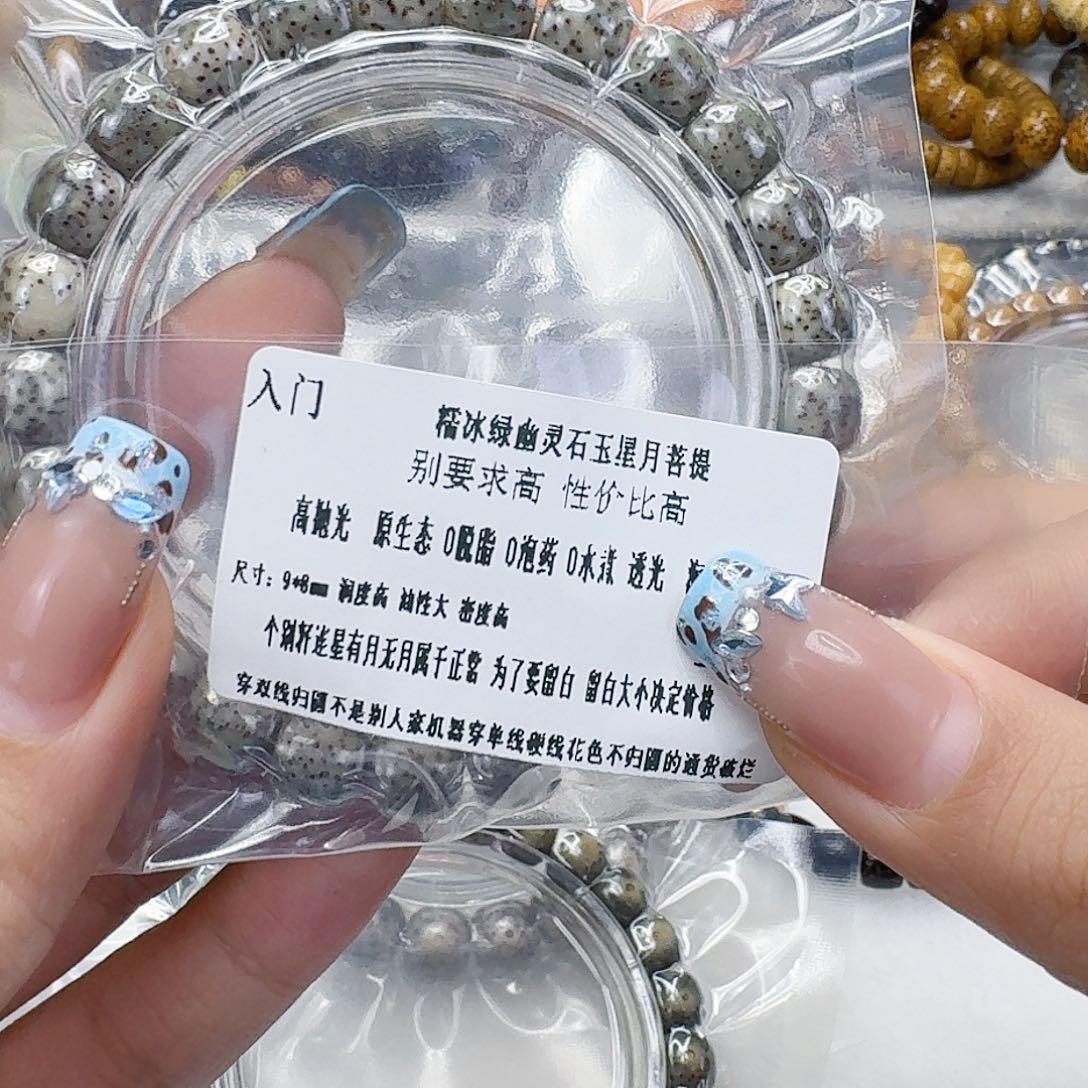 入门
糯冰绿幽灵石玉星月菩提
别要求高 性价比高
高抛光 原生态 0脱脂 0泡药 0水煮 透光
尺寸：9*8mm 润度高 油性大 密度高
个别籽连星有月无月属于正常 为了要留白 留白大小决定价格
穿双线归圆不是别人家机器穿单线硬线花色不归圆的通货破烂